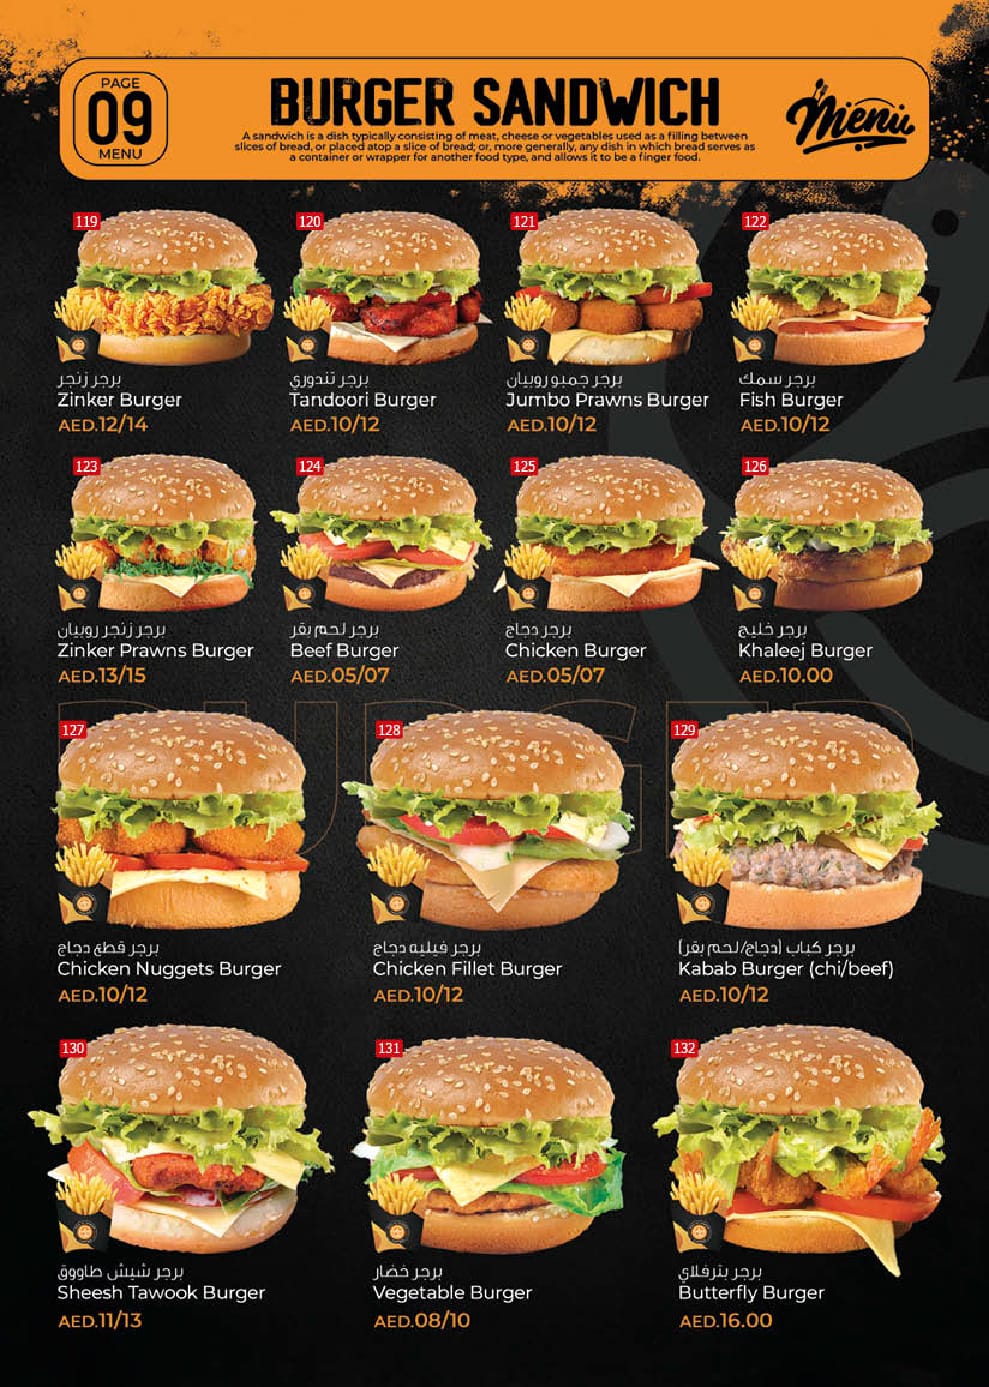 PAGE
09
MENU
BURGER SANDWICH
A sandwich is a dish typically consisting of meat, cheese or vegetables used as a filling between
slices of bread, or placed atop a slice of bread; or, more generally, any dish in which bread serves as
a container or wrapper for another food type, and allows it to be a finger food.
Menu
119
برجر زنجر
Zinker Burger
AED.12/14
120
برجر تندوري
Tandoori Burger
AED.10/12
121
برجر جمبو روبيان
Jumbo Prawns Burger
AED.10/12
122
برجر سمك
Fish Burger
AED.10/12
123
برجر زنجر روبيان
Zinker Prawns Burger
AED.13/15
124
برجر لحم بقر
Beef Burger
AED.05/07
125
برجر دجاج
Chicken Burger
AED.05/07
126
برجر خليج
Khaleej Burger
AED.10.00
BURGER
127
برجر قطع دجاج
Chicken Nuggets Burger
AED.10/12
128
برجر فيليه دجاج
Chicken Fillet Burger
AED.10/12
129
برجر كباب (دجاج/لحم بقر)
Kabab Burger (chi/beef)
AED.10/12
130
برجر شيش طاووق
Sheesh Tawook Burger
AED.11/13
131
برجر خضار
Vegetable Burger
AED.08/10
132
برجر بترفلاي
Butterfly Burger
AED.16.00